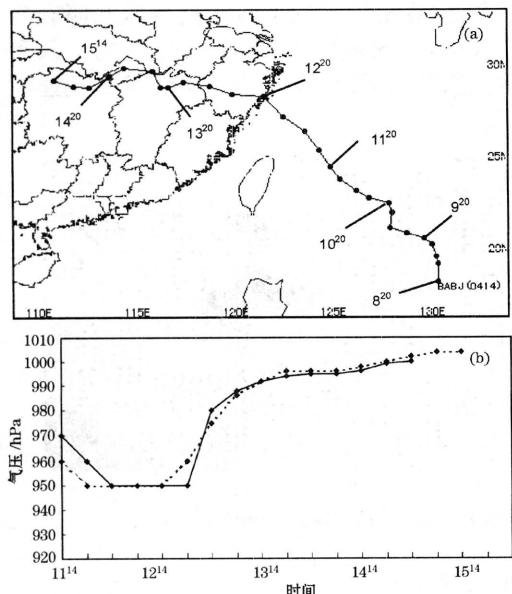 (a)
15¹⁴
30N
12²⁰
14²⁰
13²⁰
11²⁰
25N
9²⁰
10²⁰
20N
8²⁰
BABJ(0414)
110E
115E
120E
125E
130E
(b)
1010
1000
990
980
970
960
950
940
930
920
气压/hPa
11¹⁴
12¹⁴
13¹⁴
14¹⁴
15¹⁴
时间